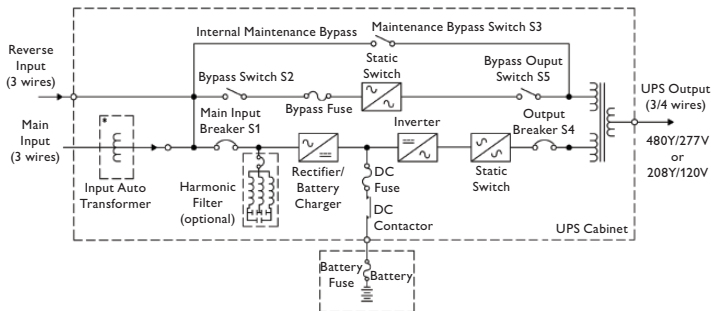 Internal Maintenance Bypass
Maintenance Bypass Switch S3
Reverse
Input
(3 wires)
Bypass Switch S2
Bypass Fuse
Static
Switch
Bypass Ouput
Switch S5
UPS Output
(3/4 wires)
480Y/277V
or
208Y/120V
Main
Input
(3 wires)
*
Input Auto
Transformer
Main Input
Breaker S1
Harmonic
Filter
(optional)
Rectifier/
Battery
Charger
DC
Fuse
DC
Contactor
Inverter
Static
Switch
Output
Breaker S4
UPS Cabinet
Battery
Fuse
Battery